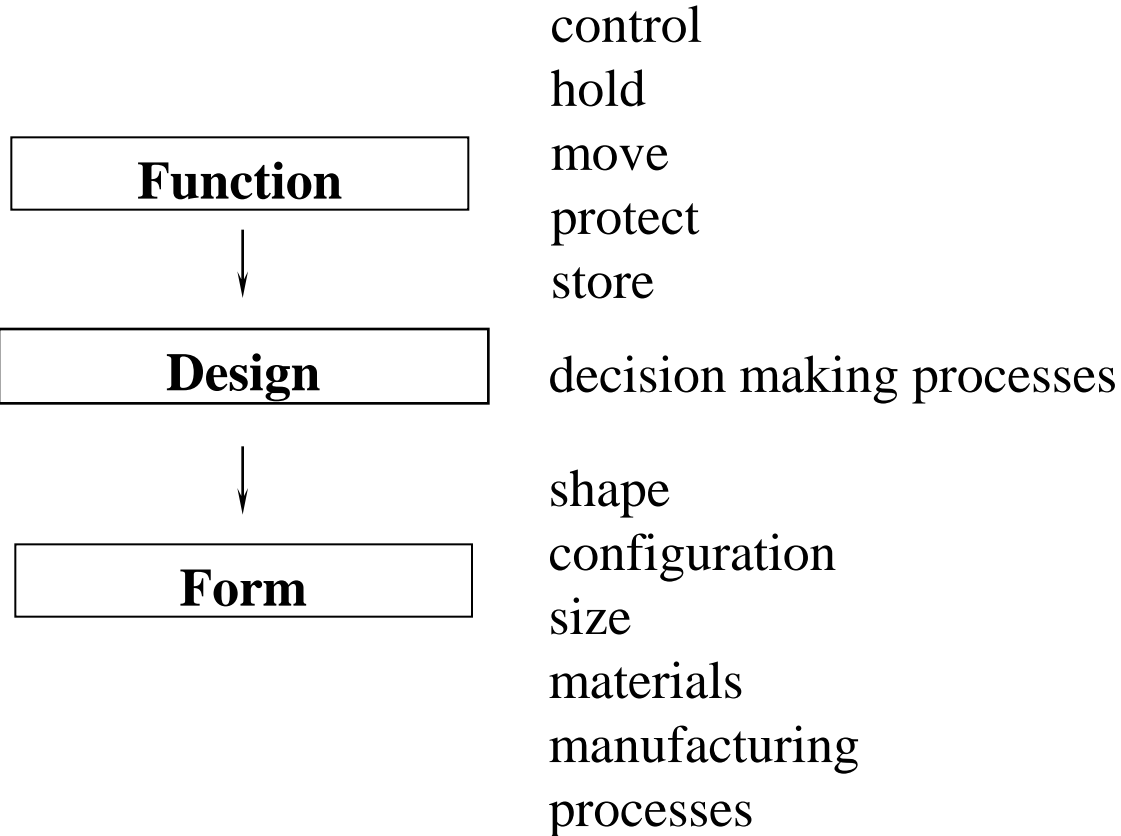 control
hold
move
protect
store
Function
Design
decision making processes
shape
configuration
size
materials
manufacturing
processes
Form